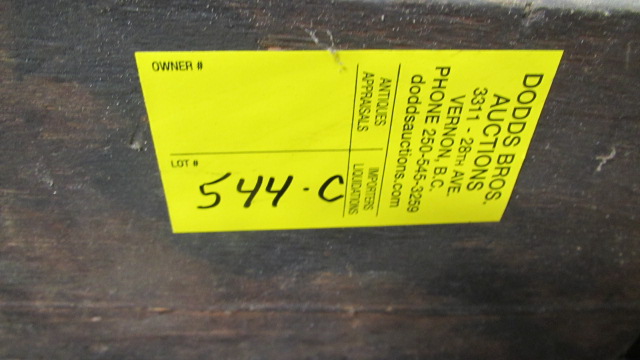 DODDS BROS.
AUCTIONS
3311 - 28TH AVE.
VERNON, B.C.
PHONE 250-545-3259
doddsauctions.com
ANTIQUES IMPORTERS
APPRAISALS LIQUIDATIONS
OWNER #
LOT #
544-C